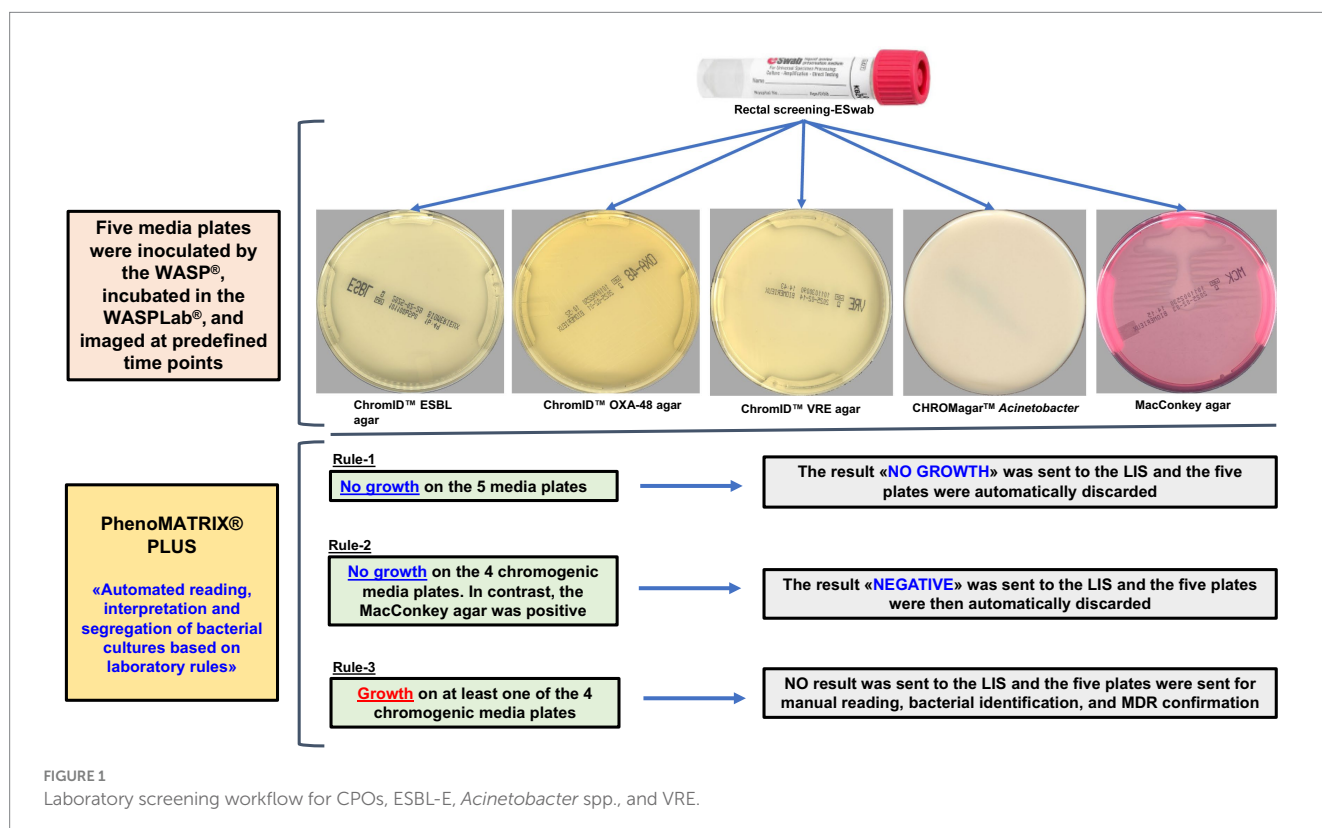 eSwab
Rectal screening-ESwab
Five media plates
were inoculated by
the WASP®,
incubated in the
WASPLab®, and
imaged at predefined
time points
ESBL
OXA-48
VRE
MCK
ChromID™ ESBL
agar
ChromID™ OXA-48 agar
ChromID™ VRE agar
CHROMagar™ Acinetobacter
MacConkey agar
PhenoMATRIX®
PLUS
«Automated reading,
interpretation and
segregation of bacterial
cultures based on
laboratory rules»
Rule-1
No growth on the 5 media plates
The result «NO GROWTH» was sent to the LIS and the five
plates were automatically discarded
Rule-2
No growth on the 4 chromogenic
media plates. In contrast, the
MacConkey agar was positive
The result «NEGATIVE» was sent to the LIS and the five plates
were then automatically discarded
Rule-3
Growth on at least one of the 4
chromogenic media plates
NO result was sent to the LIS and the five plates were sent for
manual reading, bacterial identification, and MDR confirmation
FIGURE 1
Laboratory screening workflow for CPOs, ESBL-E, Acinetobacter spp., and VRE.